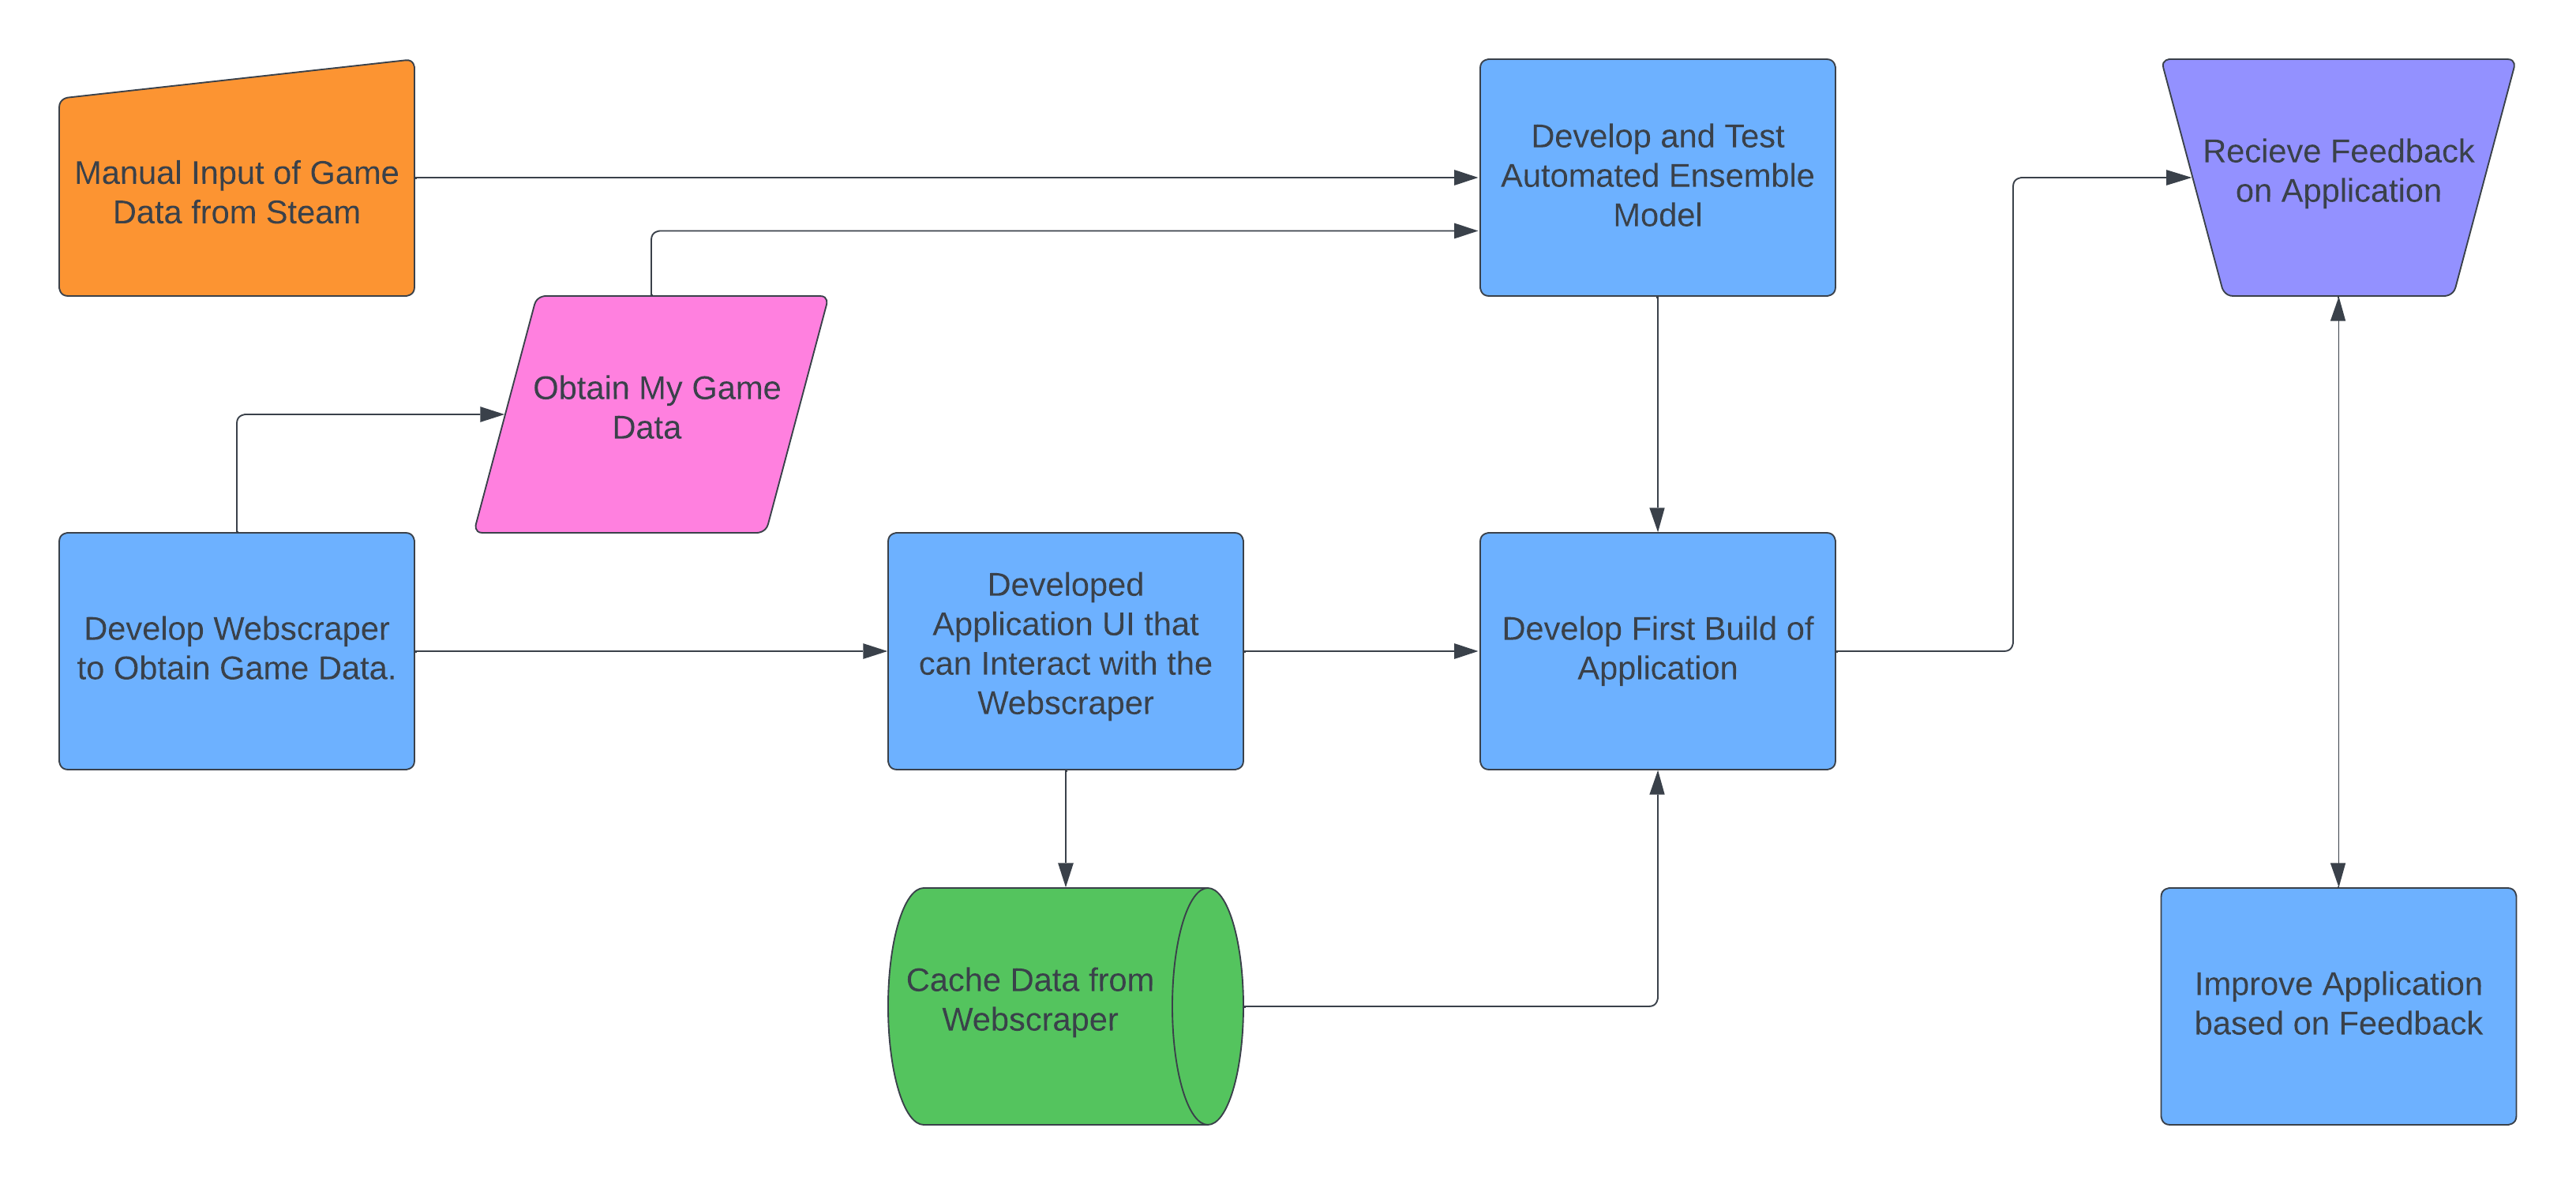 Manual Input of Game
Data from Steam
Develop and Test
Automated Ensemble
Model
Recieve Feedback
on Application
Obtain My Game
Data
Develop Webscraper
to Obtain Game Data.
Developed
Application UI that
can Interact with the
Webscraper
Develop First Build of
Application
Cache Data from
Webscraper
Improve Application
based on Feedback